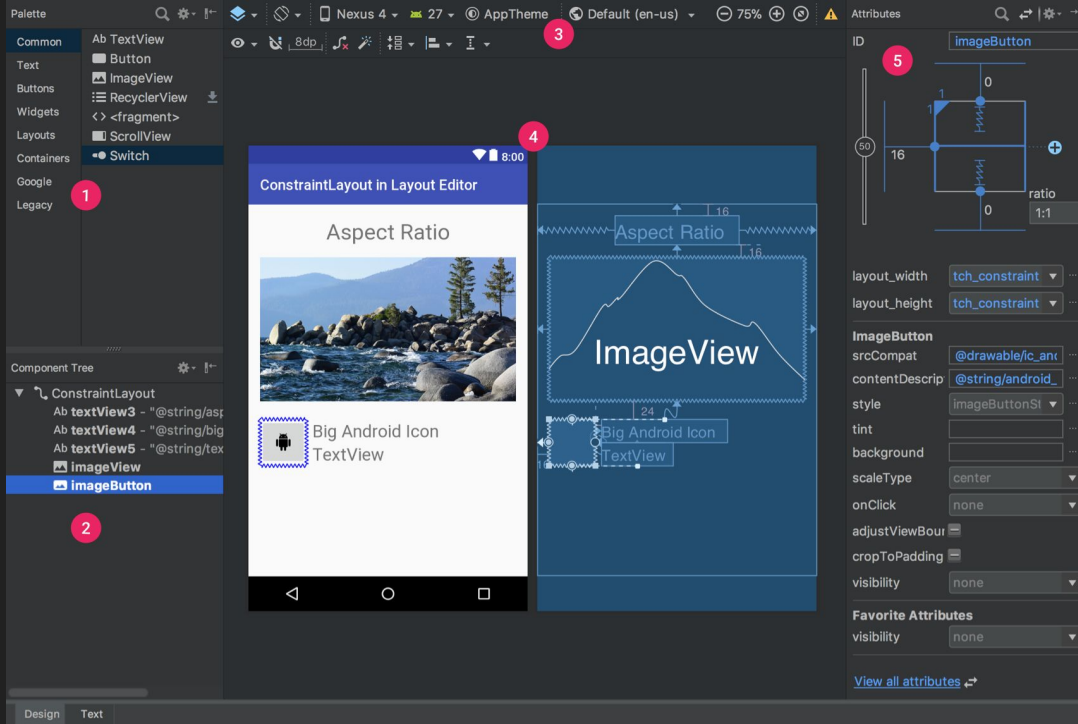 Palette
Common
Text
Buttons
Widgets
Layouts
Containers
Google
Legacy
1
Ab TextView
Button
ImageView
RecyclerView
<> <fragment>
ScrollView
Switch
Component Tree
ConstraintLayout
Ab textView3 - "@string/asp
Ab textView4 - "@string/big
Ab textView5 - "@string/tex
imageView
imageButton
2
Nexus 4
27
AppTheme
Default (en-us)
75%
8dp
3
4
8:00
ConstraintLayout in Layout Editor
Aspect Ratio
Big Android Icon
TextView
16
Aspect Ratio
16
ImageView
24
Big Android Icon
TextView
Attributes
ID
imageButton
5
0
1
1
50
16
0
ratio
1:1
layout_width tch_constraint
layout_height tch_constraint
ImageButton
srcCompat @drawable/ic_anc
contentDescrip @string/android_
style imageButtonSt
tint
background
scaleType center
onClick none
adjustViewBour
cropToPadding
visibility none
Favorite Attributes
visibility none
View all attributes
Design Text